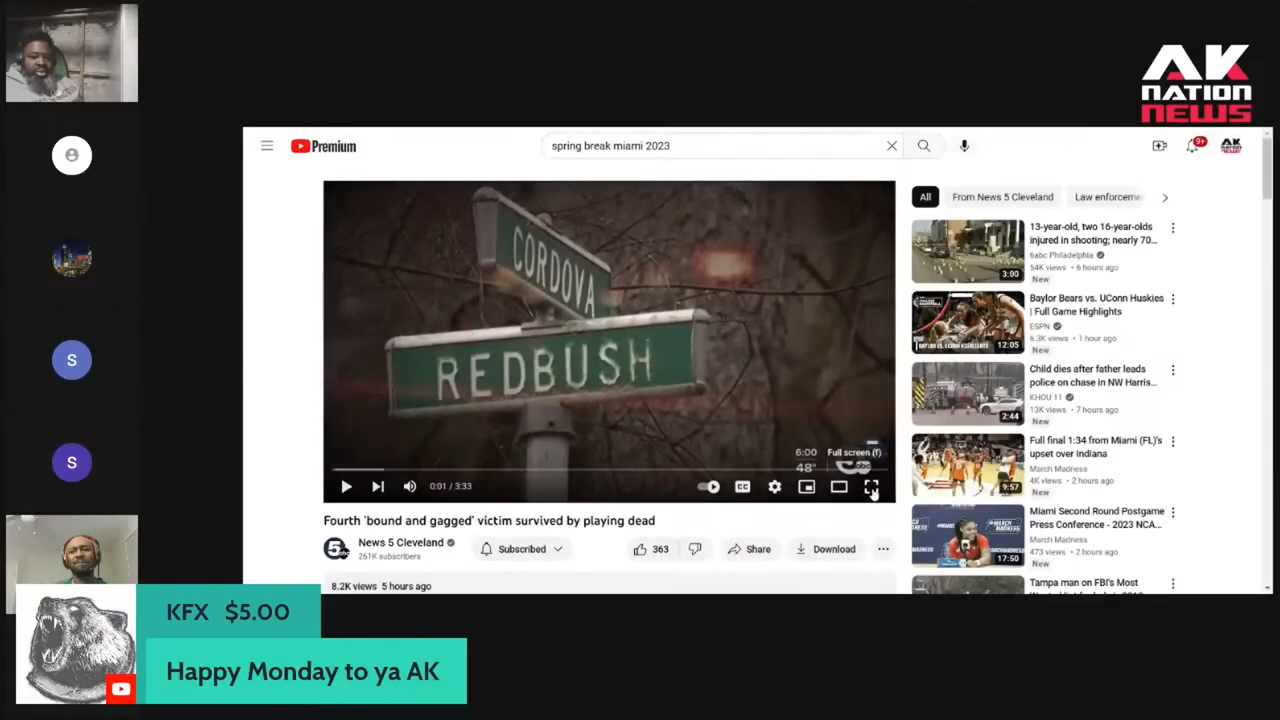 AK
NATION
NEWS
Premium
spring break miami 2023
9+
CORDOVA
REDBUSH
6:00
48°
Full screen (f)
0:01 / 3:33
CC
Fourth 'bound and gagged' victim survived by playing dead
News 5 Cleveland
261K subscribers
Subscribed
363
Share
Download
8.2K views 5 hours ago
All
From News 5 Cleveland
Law enforceme
13-year-old, two 16-year-olds
injured in shooting; nearly 70...
6abc Philadelphia
54K views • 6 hours ago
New
3:00
Baylor Bears vs. UConn Huskies
| Full Game Highlights
ESPN
6.3K views • 1 hour ago
New
12:05
Child dies after father leads
police on chase in NW Harris...
KHOU 11
13K views • 7 hours ago
New
2:44
Full final 1:34 from Miami (FL)'s
upset over Indiana
March Madness
4K views • 2 hours ago
New
9:57
Miami Second Round Postgame
Press Conference - 2023 NCA...
March Madness
473 views • 2 hours ago
New
17:50
Tampa man on FBI's Most
S
S
KFX $5.00
Happy Monday to ya AK